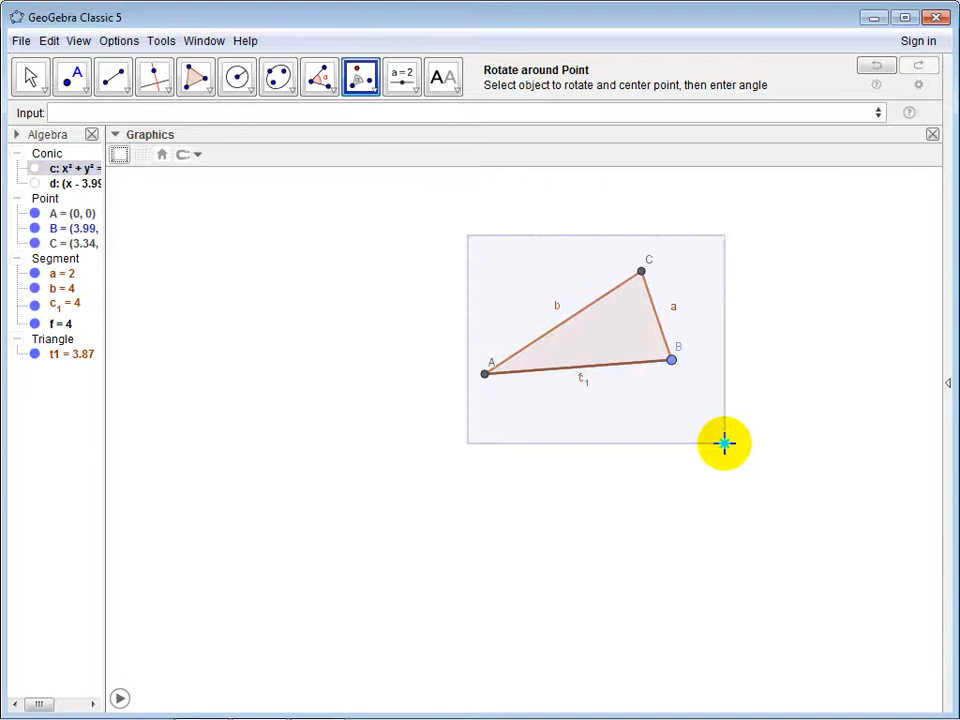 GeoGebra Classic 5
File Edit View Options Tools Window Help Sign in
A α a=2 AA
Rotate around Point
Select object to rotate and center point, then enter angle
Input:
Algebra
Graphics
Conic
c: x² + y² =
d: (x - 3.99
Point
A = (0, 0)
B = (3.99,
C = (3.34,
Segment
a = 2
b = 4
c₁ = 4
f = 4
Triangle
t1 = 3.87
C
b
a
B
A